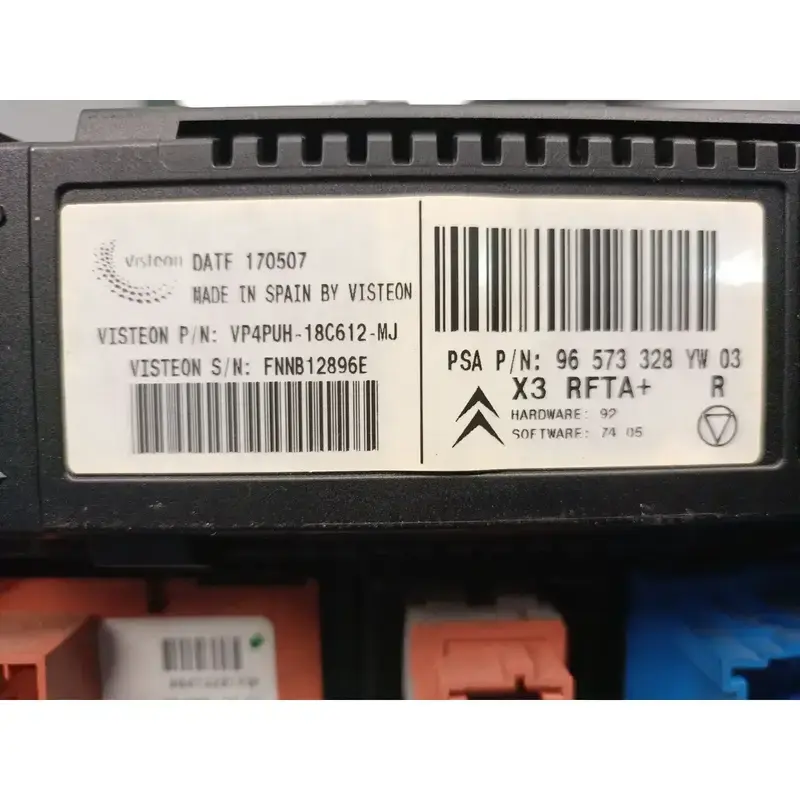 Visteon DATE 170507
MADE IN SPAIN BY VISTEON
VISTEON P/N: VP4PUH-18C612-MJ
VISTEON S/N: FNNB12896E
PSA P/N: 96 573 328 YW 03
X3 RFTA+ R
HARDWARE: 92
SOFTWARE: 74 05